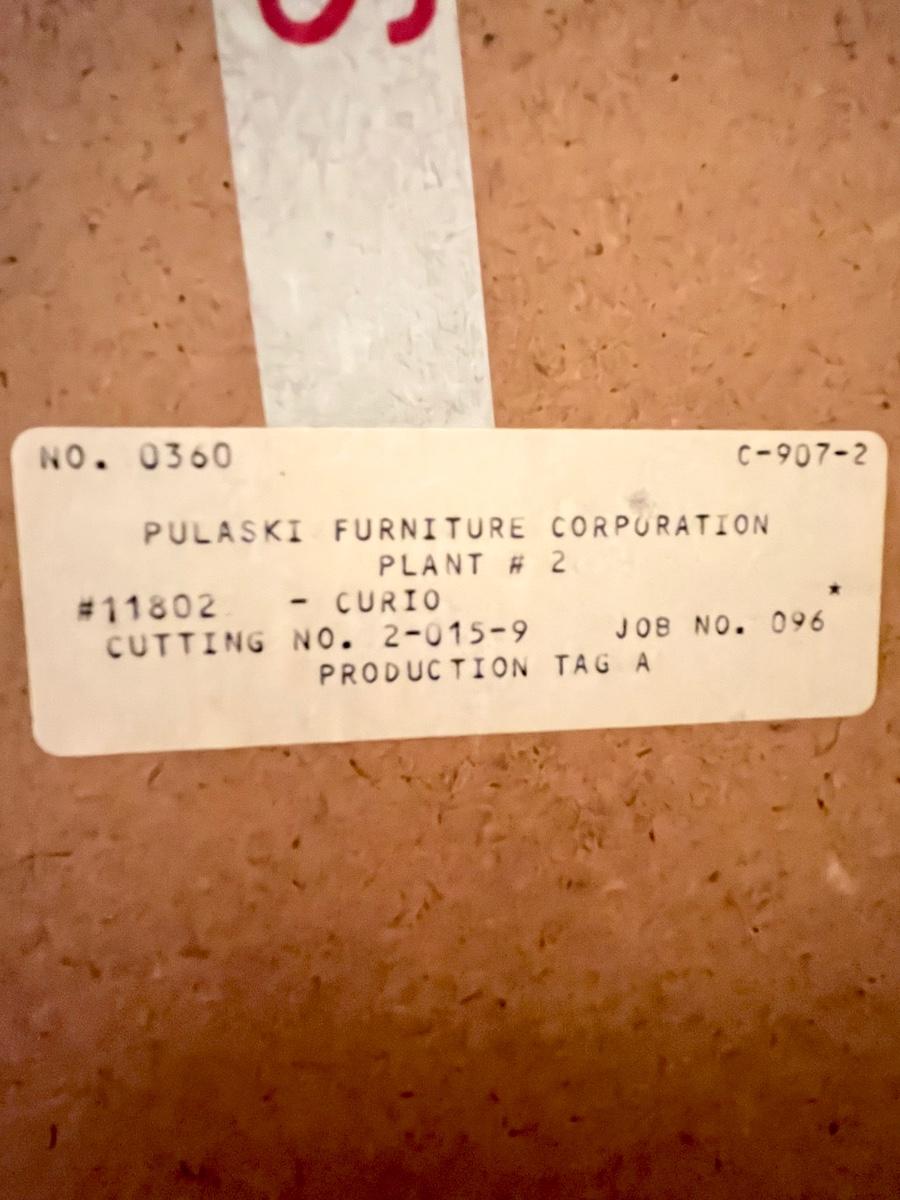 NO. 0360 C-907-2
PULASKI FURNITURE CORPORATION
PLANT # 2
#11802 - CURIO *
CUTTING NO. 2-015-9 JOB NO. 096
PRODUCTION TAG A